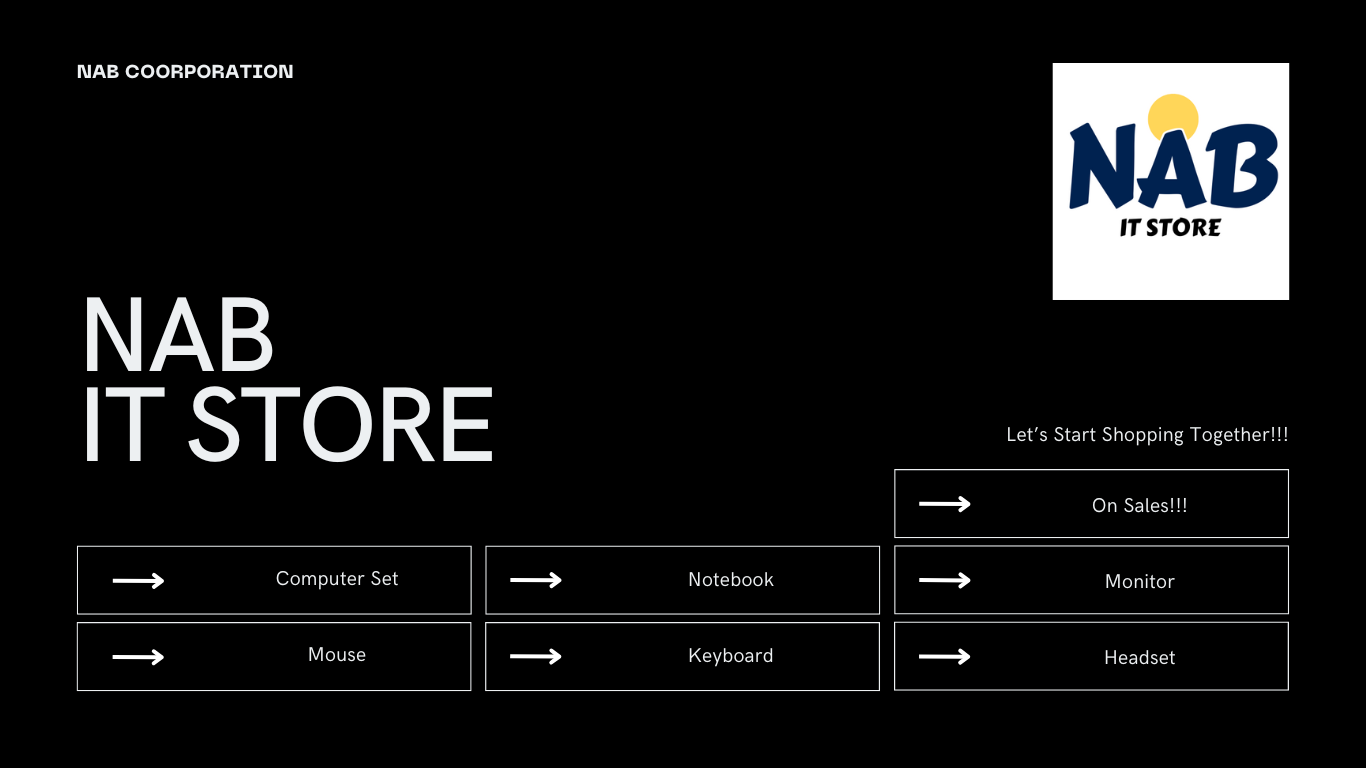 NAB COORPORATION
NAB
IT STORE
NAB
IT STORE
Let's Start Shopping Together!!!
On Sales!!!
Computer Set
Notebook
Monitor
Mouse
Keyboard
Headset